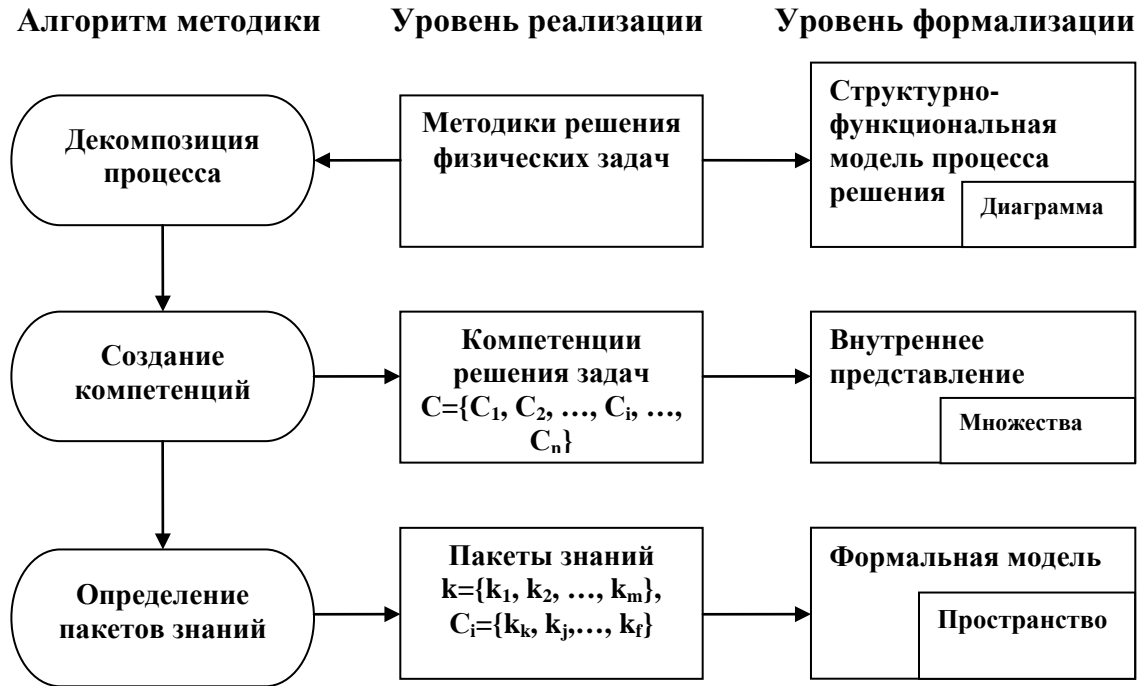 Алгоритм методики
Уровень реализации
Уровень формализации
Декомпозиция
процесса
Методики решения
физических задач
Структурно-
функциональная
модель процесса
решения
Диаграмма
Создание
компетенций
Компетенции
решения задач
C={C₁, C₂, …, Cᵢ, …,
Cₙ}
Внутреннее
представление
Множества
Определение
пакетов знаний
Пакеты знаний
k={k₁, k₂, …, kₘ},
Cᵢ={kₖ, kⱼ,…, k_f}
Формальная модель
Пространство